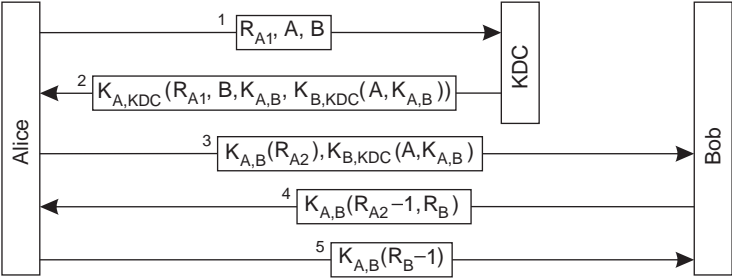 Alice
KDC
Bob
1 R_A1, A, B
2 K_A,KDC(R_A1, B,K_A,B, K_B,KDC(A,K_A,B))
3 K_A,B(R_A2),K_B,KDC(A,K_A,B)
4 K_A,B(R_A2–1,R_B)
5 K_A,B(R_B–1)